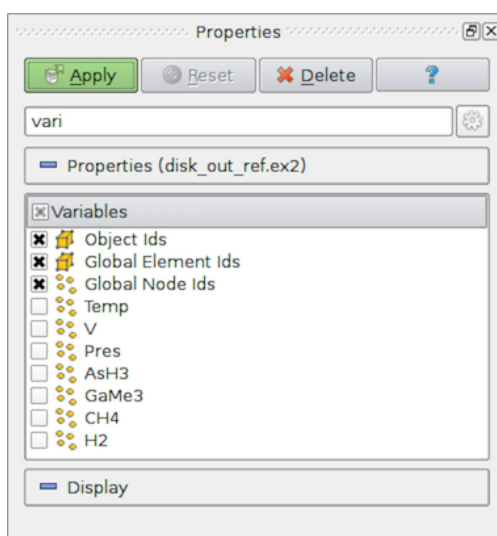 Properties
Apply Reset Delete ?
vari
Properties (disk_out_ref.ex2)
Variables
Object Ids
Global Element Ids
Global Node Ids
Temp
V
Pres
AsH3
GaMe3
CH4
H2
Display